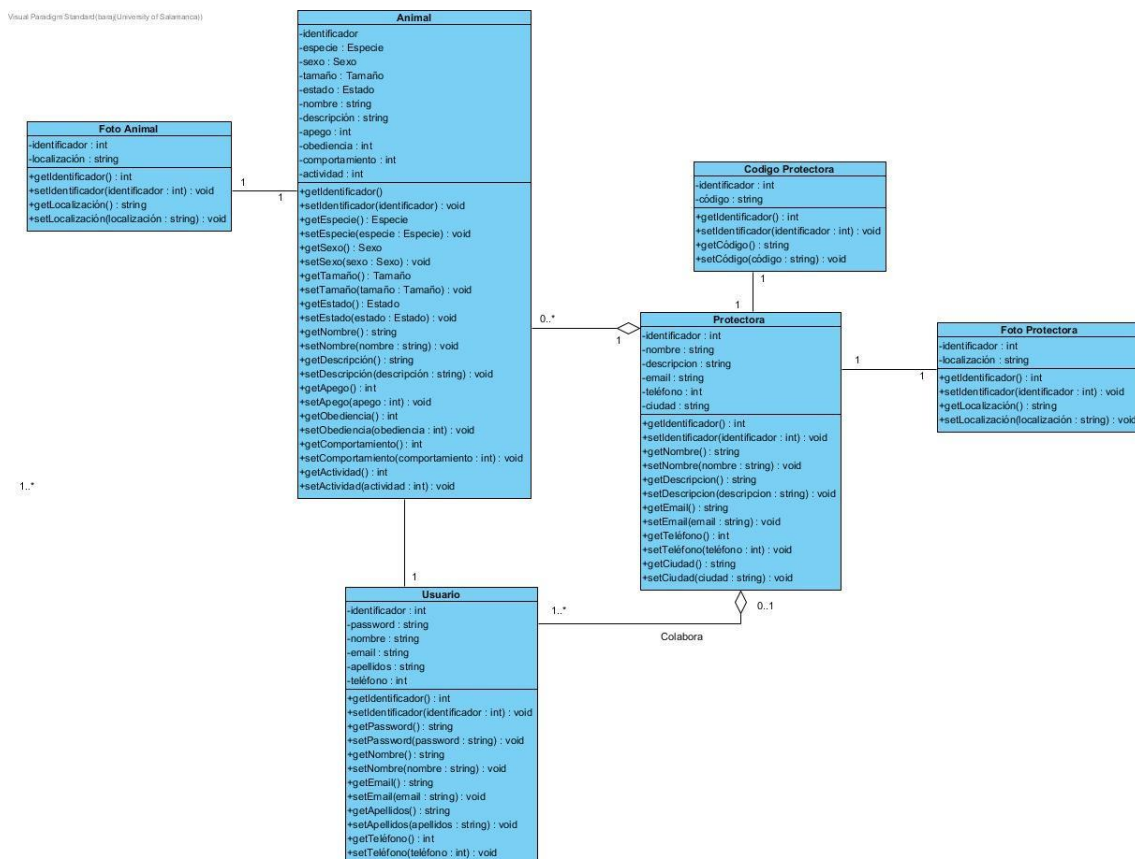 Visual Paradigm Standard(baraj(University of Salamanca))
Animal
-identificador
-especie : Especie
-sexo : Sexo
-tamaño : Tamaño
-estado : Estado
-nombre : string
-descripción : string
-apego : int
-obediencia : int
-comportamiento : int
-actividad : int
+getIdentificador()
+setIdentificador(identificador) : void
+getEspecie() : Especie
+setEspecie(especie : Especie) : void
+getSexo() : Sexo
+setSexo(sexo : Sexo) : void
+getTamaño() : Tamaño
+setTamaño(tamaño : Tamaño) : void
+getEstado() : Estado
+setEstado(estado : Estado) : void
+getNombre() : string
+setNombre(nombre : string) : void
+getDescripción() : string
+setDescripción(descripción : string) : void
+getApego() : int
+setApego(apego : int) : void
+getObediencia() : int
+setObediencia(obediencia : int) : void
+getComportamiento() : int
+setComportamiento(comportamiento : int) : void
+getActividad() : int
+setActividad(actividad : int) : void
Foto Animal
-identificador : int
-localización : string
+getIdentificador() : int
+setIdentificador(identificador : int) : void
+getLocalización() : string
+setLocalización(localización : string) : void
1
1
Codigo Protectora
-identificador : int
-código : string
+getIdentificador() : int
+setIdentificador(identificador : int) : void
+getCódigo() : string
+setCódigo(código : string) : void
1
1
0..*
1
Protectora
-identificador : int
-nombre : string
-descripcion : string
-email : string
-teléfono : int
-ciudad : string
+getIdentificador() : int
+setIdentificador(identificador : int) : void
+getNombre() : string
+setNombre(nombre : string) : void
+getDescripcion() : string
+setDescripcion(descripcion : string) : void
+getEmail() : string
+setEmail(email : string) : void
+getTeléfono() : int
+setTeléfono(teléfono : int) : void
+getCiudad() : string
+setCiudad(ciudad : string) : void
1
1
Foto Protectora
-identificador : int
-localización : string
+getIdentificador() : int
+setIdentificador(identificador : int) : void
+getLocalización() : string
+setLocalización(localización : string) : void
1..*
1
Usuario
-identificador : int
-password : string
-nombre : string
-email : string
-apellidos : string
-teléfono : int
+getIdentificador() : int
+setIdentificador(identificador : int) : void
+getPassword() : string
+setPassword(password : string) : void
+getNombre() : string
+setNombre(nombre : string) : void
+getEmail() : string
+setEmail(email : string) : void
+getApellidos() : string
+setApellidos(apellidos : string) : void
+getTeléfono() : int
+setTeléfono(teléfono : int) : void
1..*
0..1
Colabora